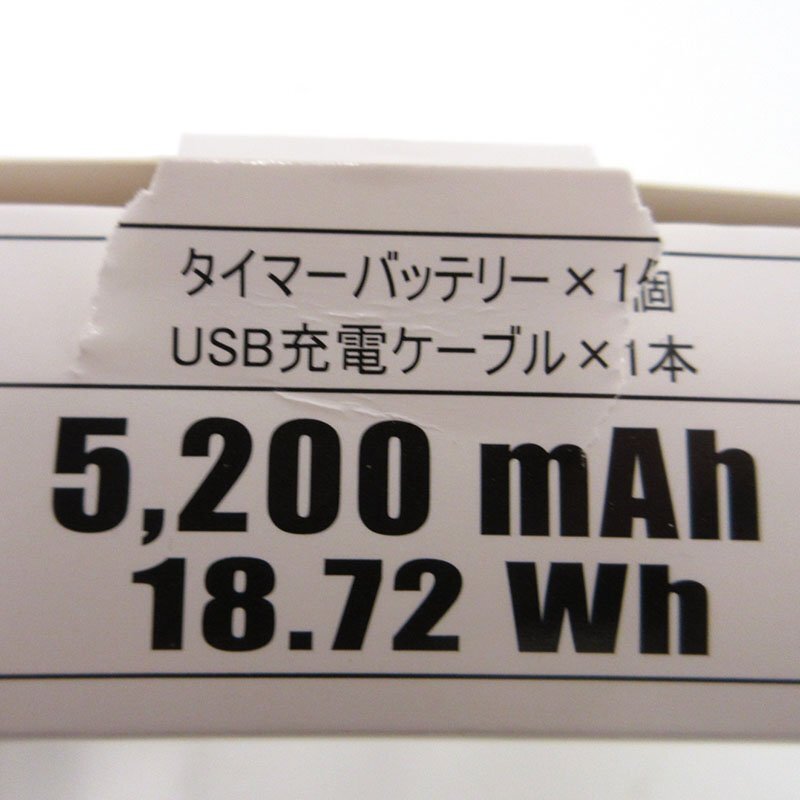 タイマーバッテリー×1個
USB充電ケーブル×1本
5,200 mAh
18.72 Wh